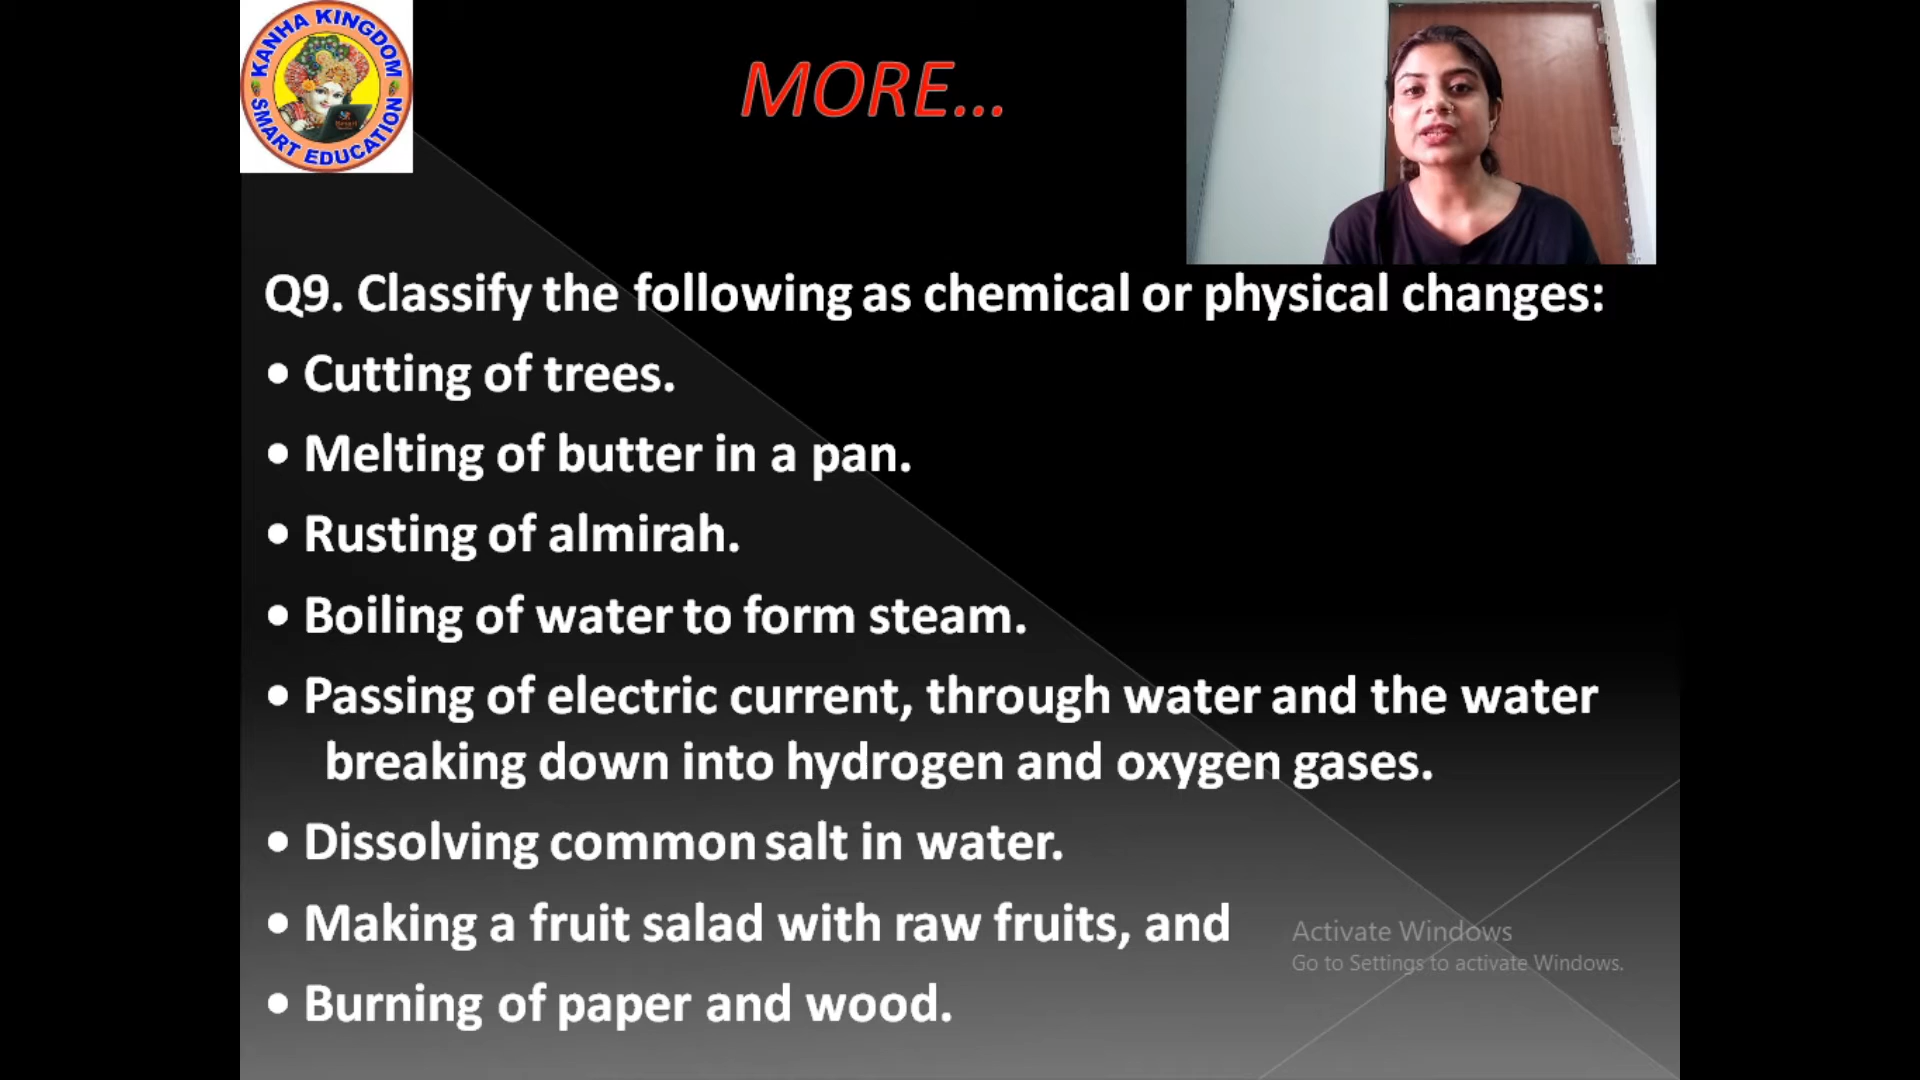 KANHA KINGDOM
SMART EDUCATION
MORE...
Q9. Classify the following as chemical or physical changes:
• Cutting of trees.
• Melting of butter in a pan.
• Rusting of almirah.
• Boiling of water to form steam.
• Passing of electric current, through water and the water
breaking down into hydrogen and oxygen gases.
• Dissolving common salt in water.
• Making a fruit salad with raw fruits, and
• Burning of paper and wood.
Activate Windows
Go to Settings to activate Windows.